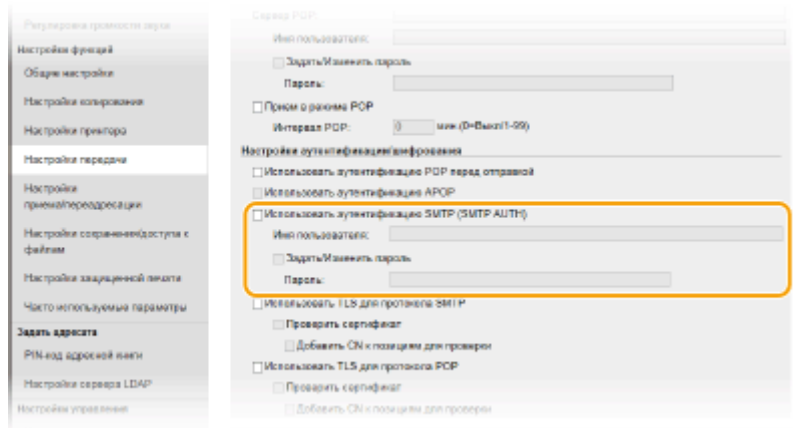 Регулировка громкости звука
Настройки функций
Общие настройки
Настройки копирования
Настройки принтера
Настройки передачи
Настройки
приема/переадресации
Настройки сохранения/доступа к
файлам
Настройки защищенной печати
Часто используемые параметры
Задать адресата
PIN-код адресной книги
Настройки сервера LDAP
Настройки управления
Сервер POP:
Имя пользователя:
Задать/Изменить пароль
Пароль:
Прием в режиме POP
Интервал POP: 0 мин.(0=Выкл/1-99)
Настройки аутентификации/шифрования
Использовать аутентификацию POP перед отправкой
Использовать аутентификацию APOP
Использовать аутентификацию SMTP (SMTP AUTH)
Имя пользователя:
Задать/Изменить пароль
Пароль:
Использовать TLS для протокола SMTP
Проверить сертификат
Добавить CN к позициям для проверки
Использовать TLS для протокола POP
Проверить сертификат
Добавить CN к позициям для проверки